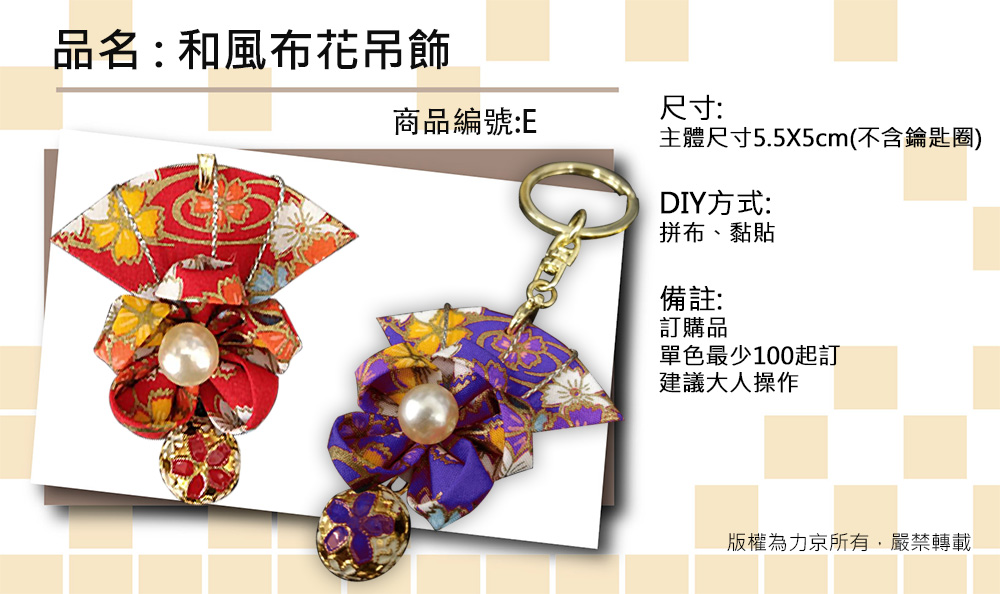 品名 : 和風布花吊飾
商品編號:E
尺寸:
主體尺寸5.5X5cm(不含鑰匙圈)
DIY方式:
拼布、黏貼
備註:
訂購品
單色最少100起訂
建議大人操作
版權為力京所有，嚴禁轉載